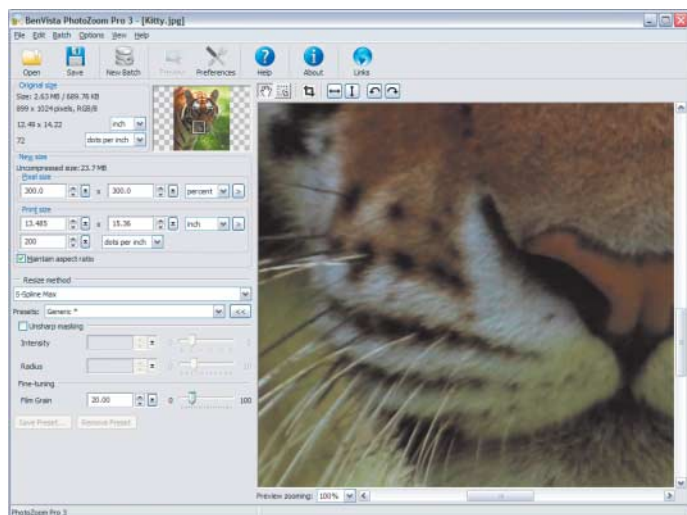 BenVista PhotoZoom Pro 3 - [Kitty.jpg]
File Edit Batch Options View Help
Open Save New Batch Preview Preferences Help About Links
Original size
Size: 2.63 MB / 689.76 KB
899 x 1024 pixels, RGB/8
12.49 x 14.22 inch
72 dots per inch
New size
Uncompressed size: 23.7 MB
Pixel size
300.0 x 300.0 percent >
Print size
13.485 x 15.36 inch >
200 dots per inch
Maintain aspect ratio
Resize method
S-Spline Max
Presets: Generic * <<
Unsharp masking
Intensity 0 5
Radius 0 10
Fine-tuning
Film Grain 20.00 0 100
Save Preset... Remove Preset
Preview zooming: 100%
PhotoZoom Pro 3